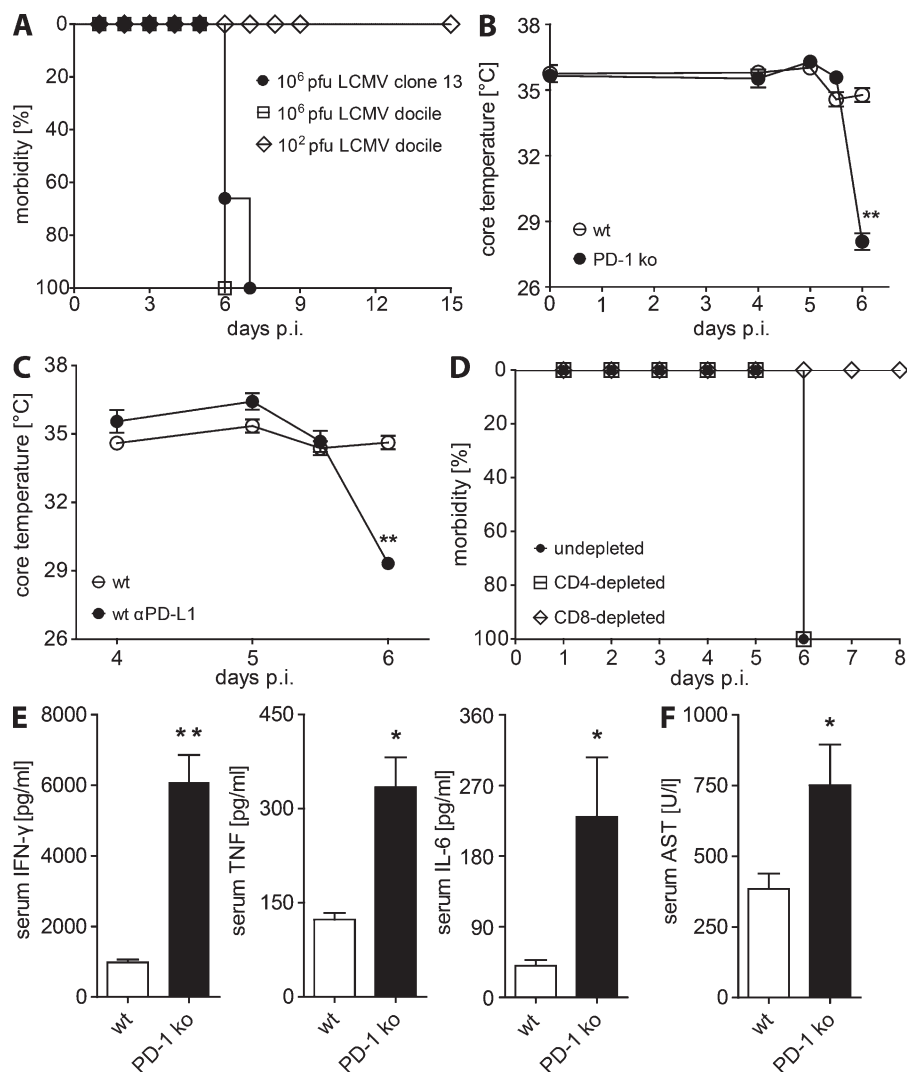 A
morbidity [%]
0
20
40
60
80
100
0 3 6 9 12 15
days p.i.
10⁶ pfu LCMV clone 13
10⁶ pfu LCMV docile
10² pfu LCMV docile
B
core temperature [°C]
38
35
32
29
26
0 1 2 3 4 5 6
days p.i.
wt
PD-1 ko
**
C
core temperature [°C]
38
35
32
29
26
4 5 6
days p.i.
wt
wt αPD-L1
**
D
morbidity [%]
0
20
40
60
80
100
0 1 2 3 4 5 6 7 8
days p.i.
undepleted
CD4-depleted
CD8-depleted
E
serum IFN-γ [pg/ml]
8000
6000
4000
2000
0
**
wt PD-1 ko
serum TNF [pg/ml]
450
300
150
0
*
wt PD-1 ko
serum IL-6 [pg/ml]
360
270
180
90
0
*
wt PD-1 ko
F
serum AST [U/l]
1000
750
500
250
0
*
wt PD-1 ko